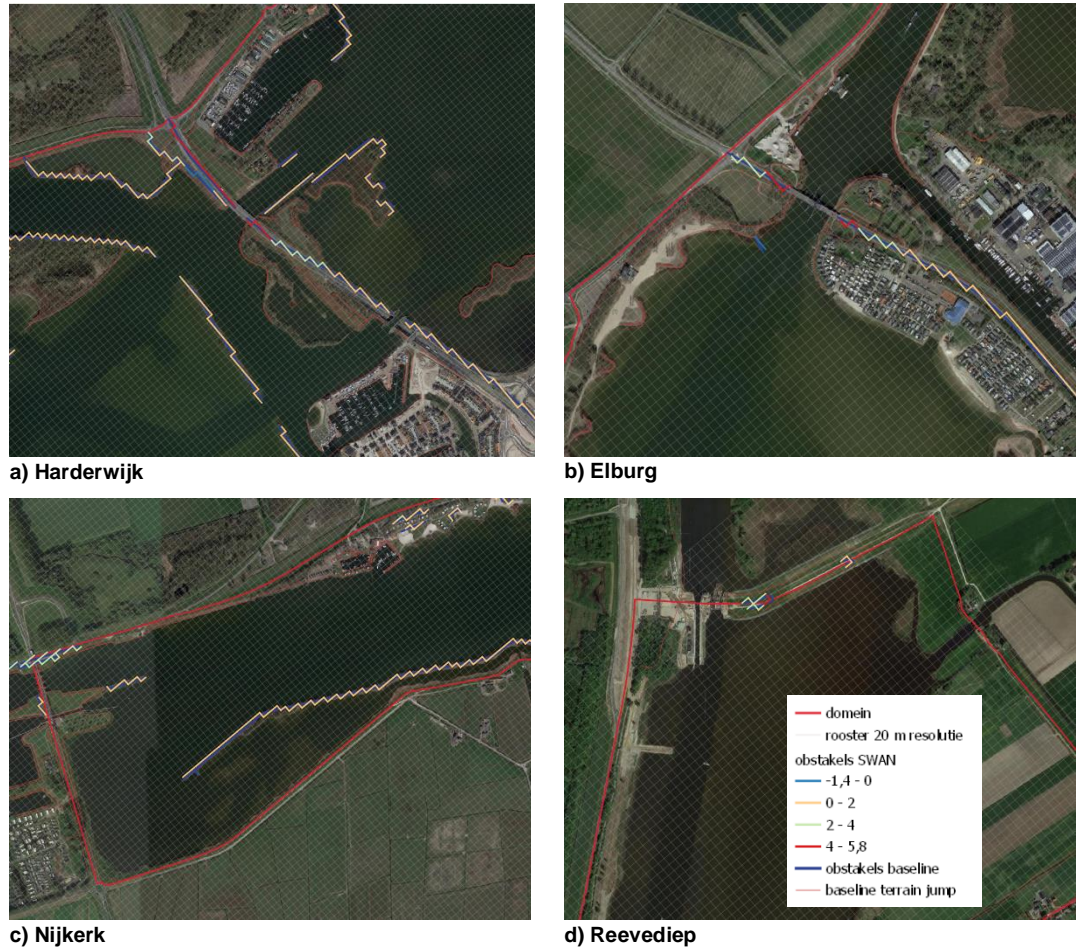 a) Harderwijk
b) Elburg
c) Nijkerk
domein
rooster 20 m resolutie
obstakels SWAN
-1,4 - 0
0 - 2
2 - 4
4 - 5,8
obstakels baseline
baseline terrain jump
d) Reevediep